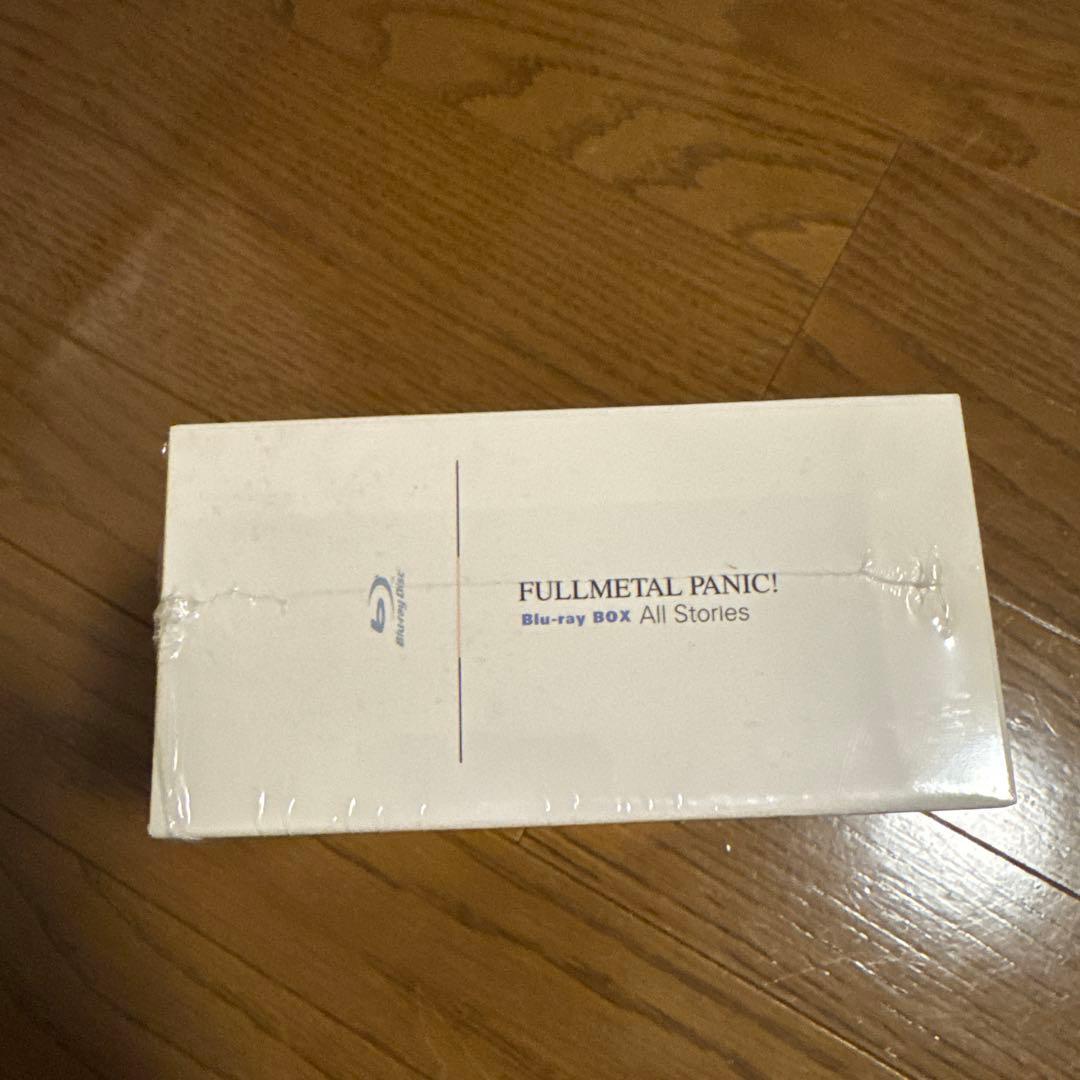 FULLMETAL PANIC!
Blu-ray BOX All Stories
Blu-ray Disc